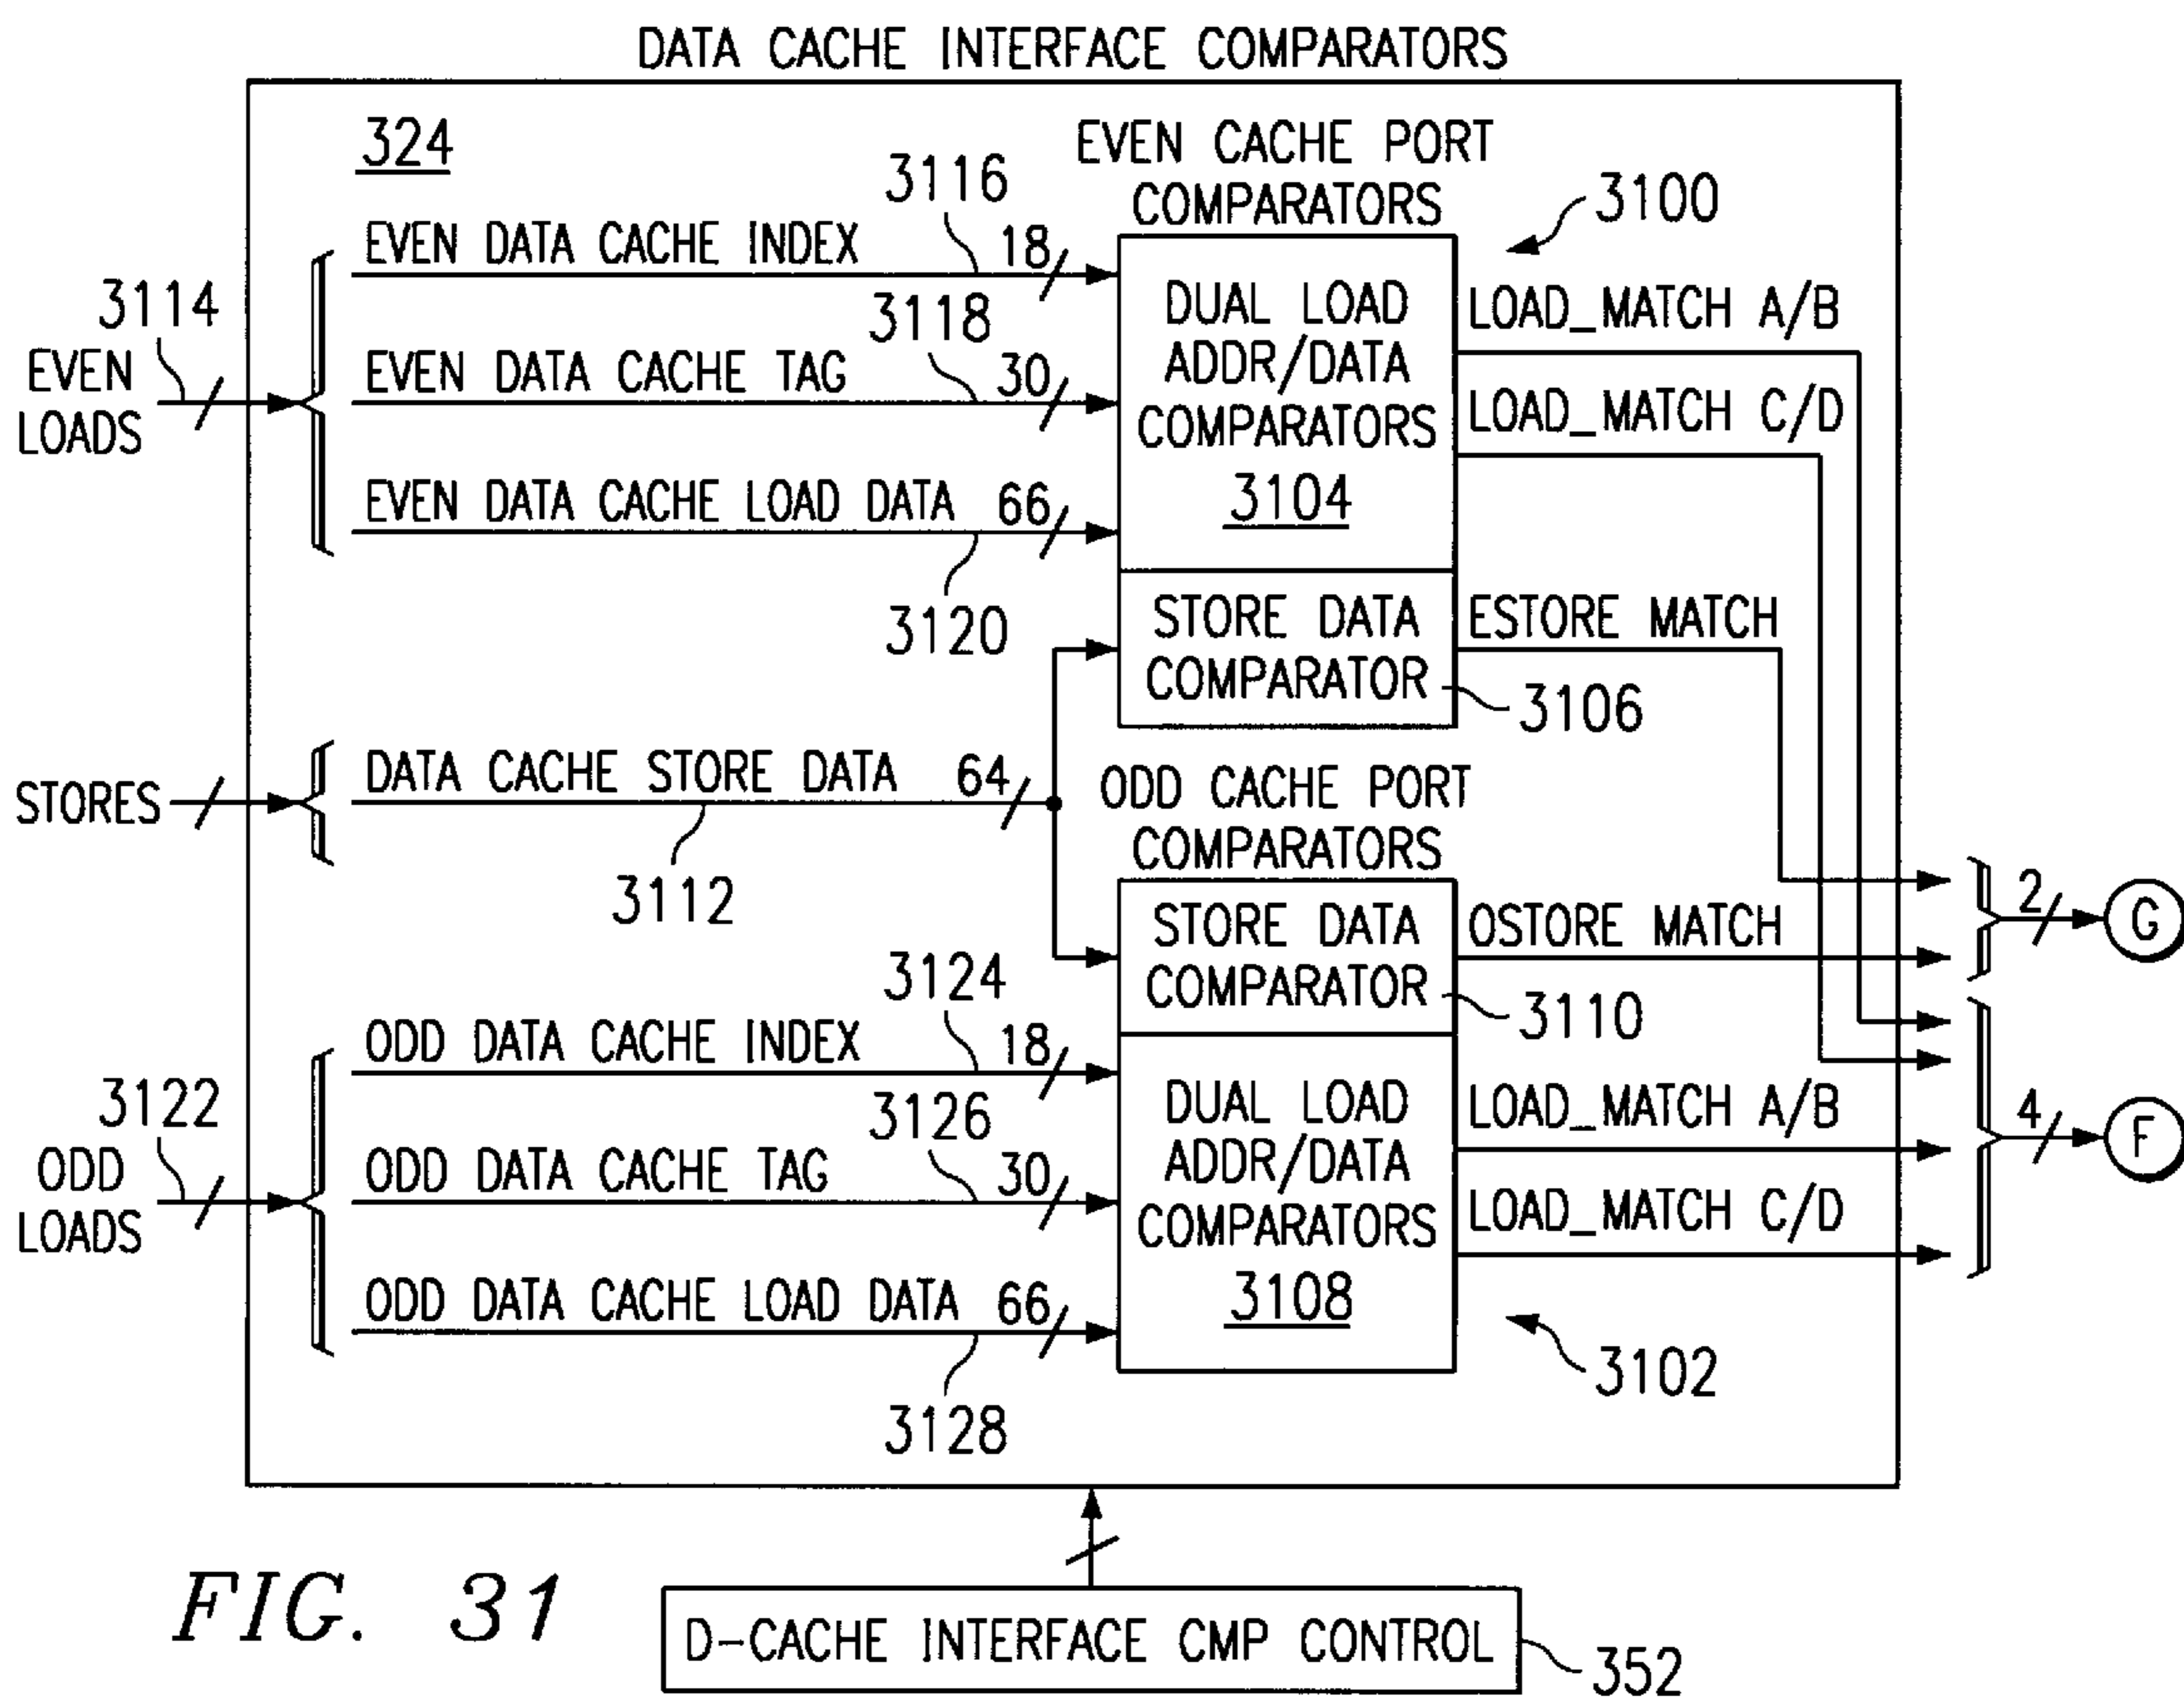 DATA CACHE INTERFACE COMPARATORS
324
EVEN CACHE PORT
COMPARATORS
3100
3116
EVEN DATA CACHE INDEX 18
3114
EVEN
LOADS
3118
EVEN DATA CACHE TAG 30
EVEN DATA CACHE LOAD DATA 66
3120
DUAL LOAD
ADDR/DATA
COMPARATORS
3104
LOAD_MATCH A/B
LOAD_MATCH C/D
STORE DATA
COMPARATOR
3106
ESTORE MATCH
STORES
DATA CACHE STORE DATA 64
3112
ODD CACHE PORT
COMPARATORS
STORE DATA
COMPARATOR
3110
OSTORE MATCH
2
G
3124
ODD DATA CACHE INDEX 18
3122
ODD
LOADS
3126
ODD DATA CACHE TAG 30
ODD DATA CACHE LOAD DATA 66
3128
DUAL LOAD
ADDR/DATA
COMPARATORS
3108
LOAD_MATCH A/B
LOAD_MATCH C/D
4
F
3102
FIG. 31
D-CACHE INTERFACE CMP CONTROL
352